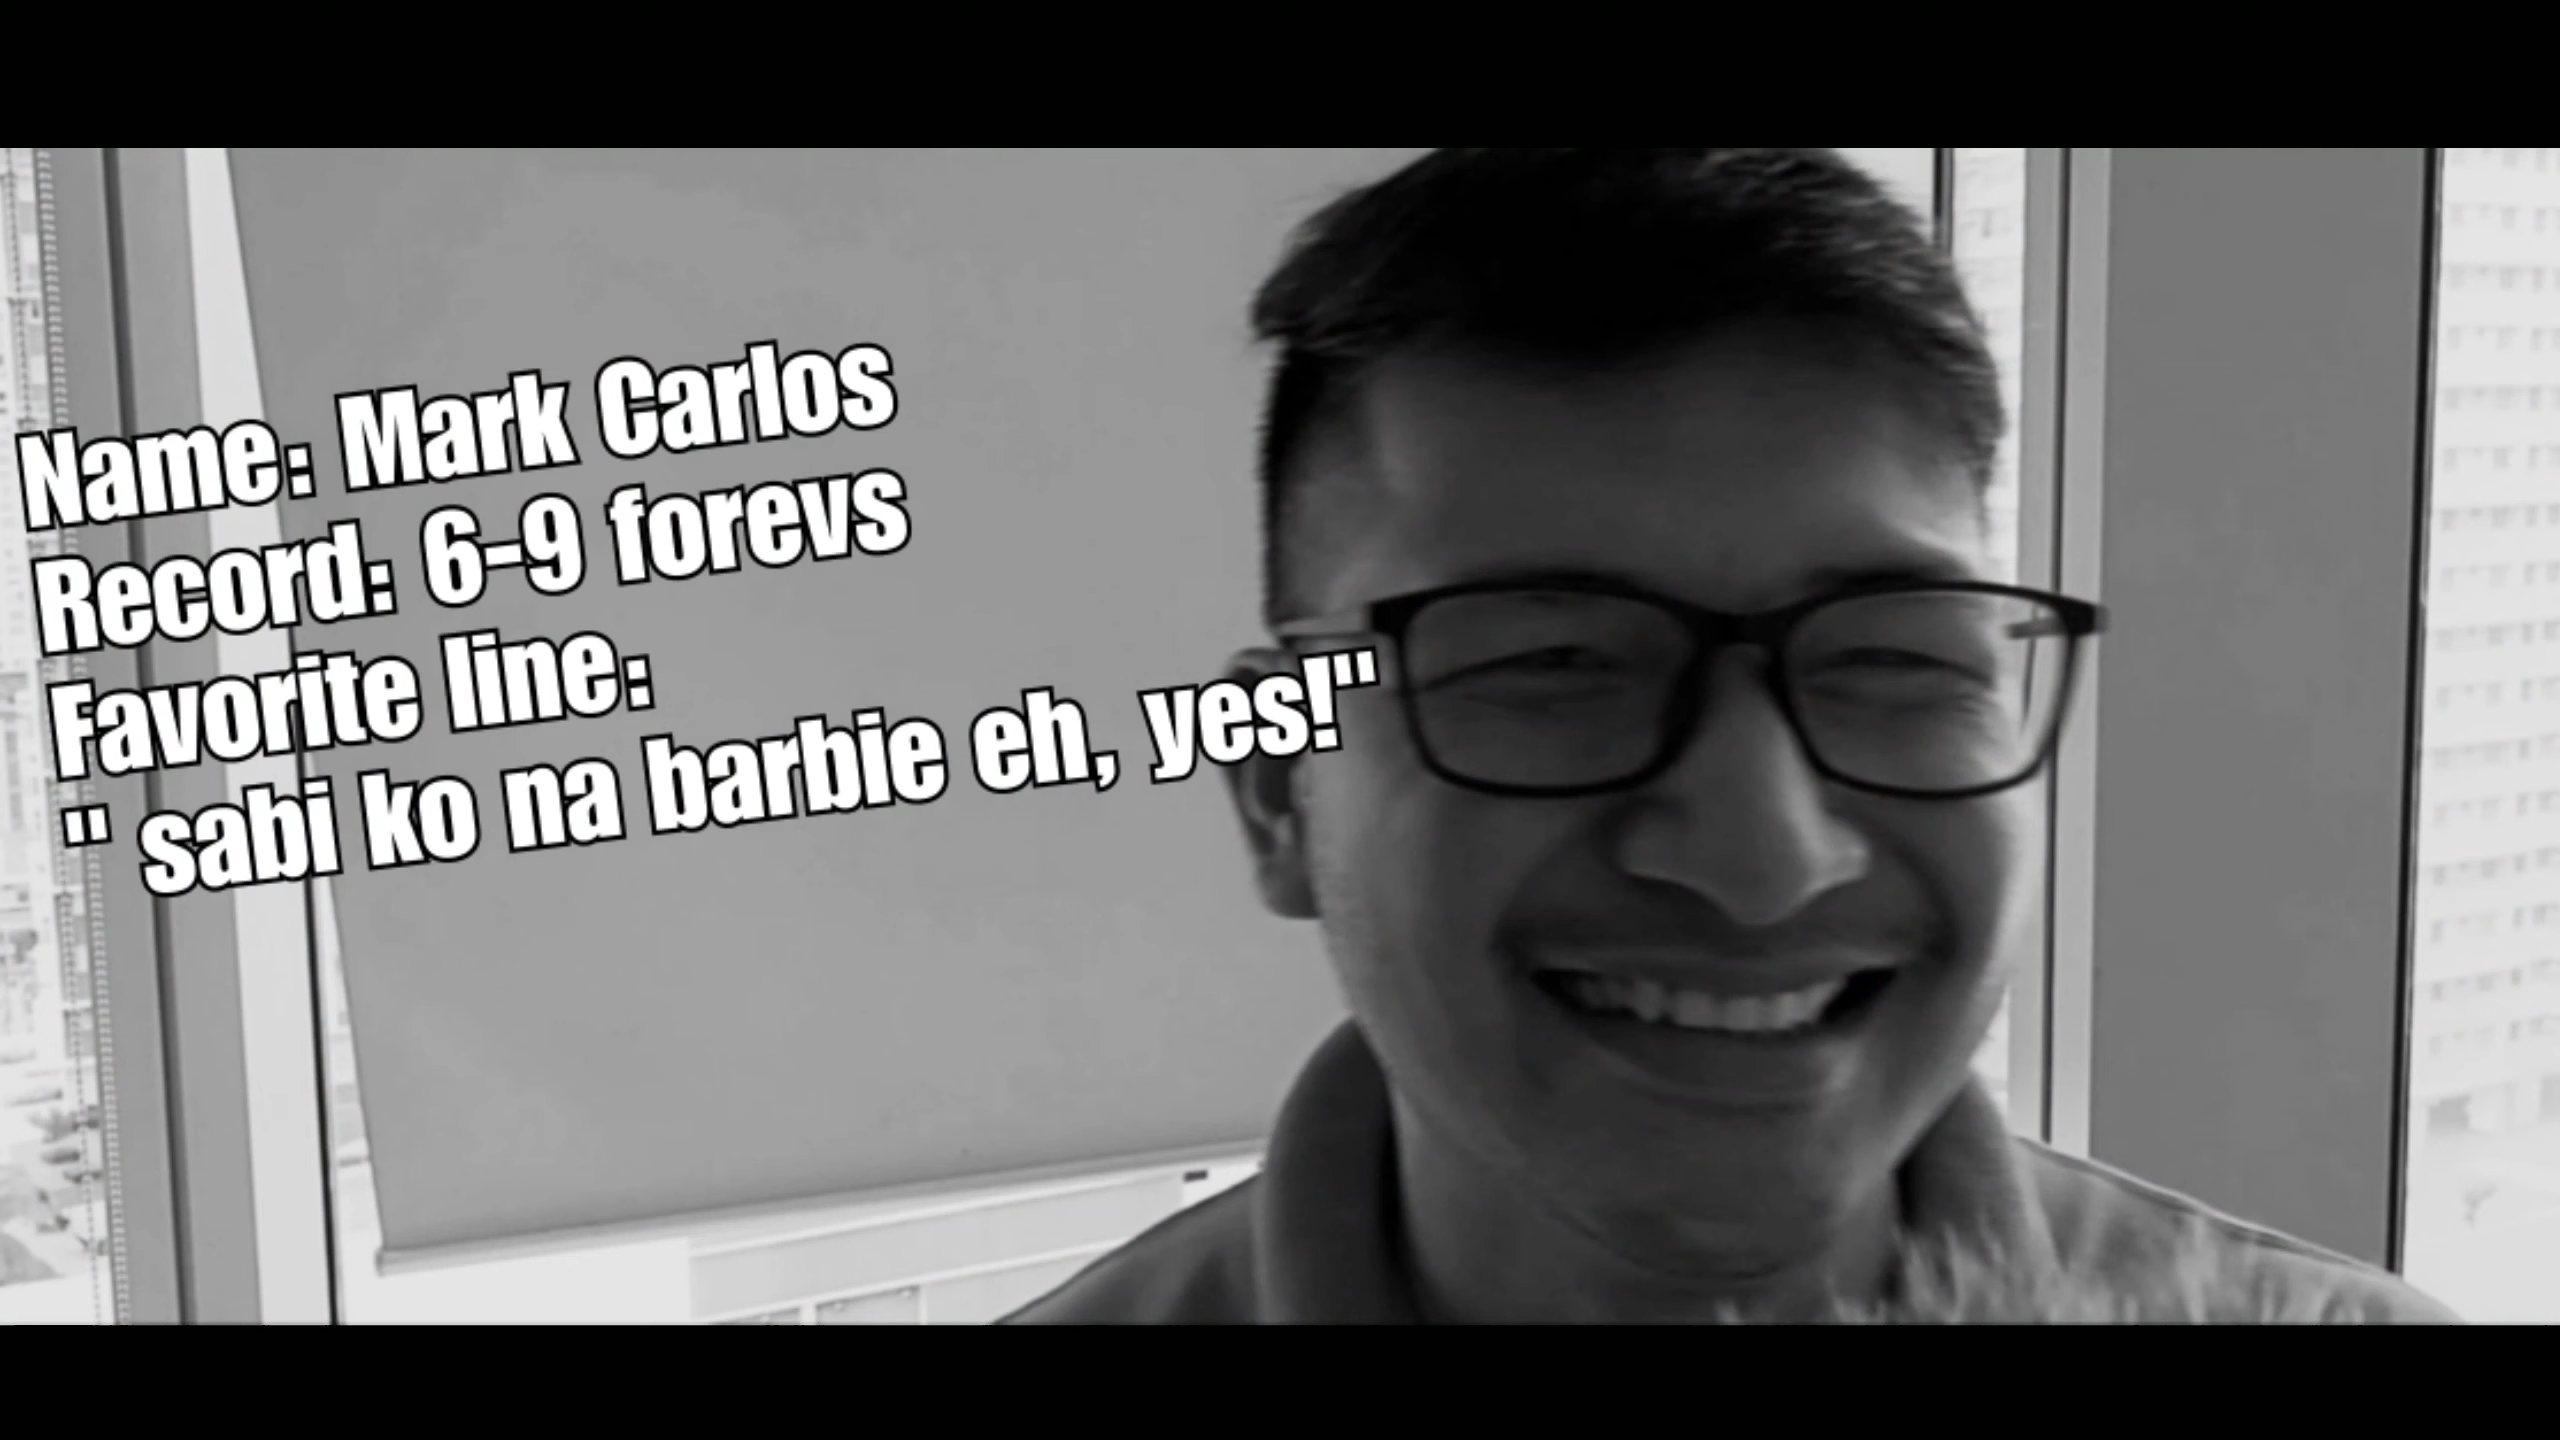 Name: Mark Carlos
Record: 6-9 forevs
Favorite line:
" sabi ko na barbie eh, yes!"